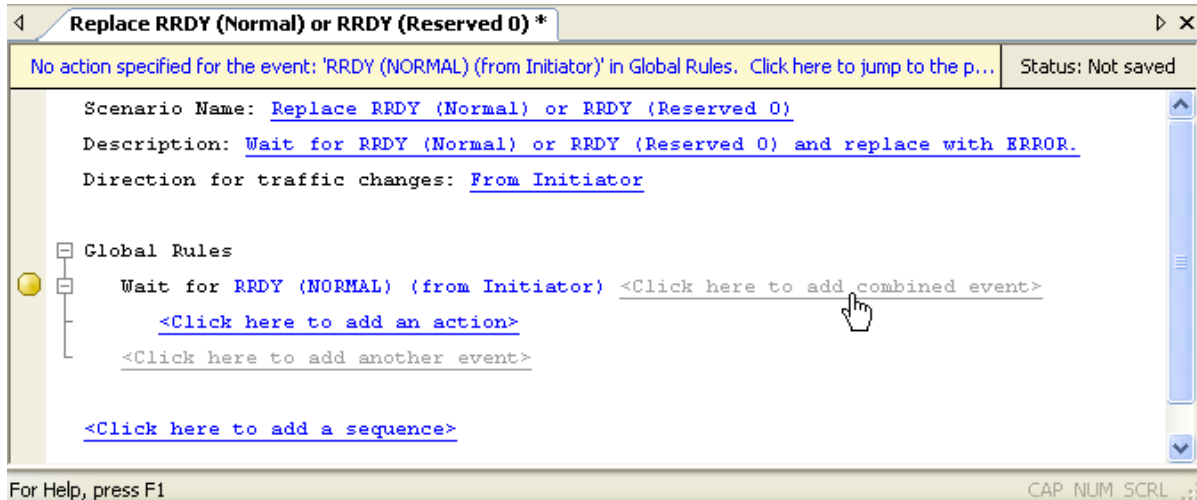 Replace RRDY (Normal) or RRDY (Reserved 0) *
No action specified for the event: 'RRDY (NORMAL) (from Initiator)' in Global Rules.  Click here to jump to the p... Status: Not saved
Scenario Name: Replace RRDY (Normal) or RRDY (Reserved 0)
Description: Wait for RRDY (Normal) or RRDY (Reserved 0) and replace with ERROR.
Direction for traffic changes: From Initiator
Global Rules
Wait for RRDY (NORMAL) (from Initiator) <Click here to add combined event>
<Click here to add an action>
<Click here to add another event>
<Click here to add a sequence>
For Help, press F1 CAP NUM SCRL